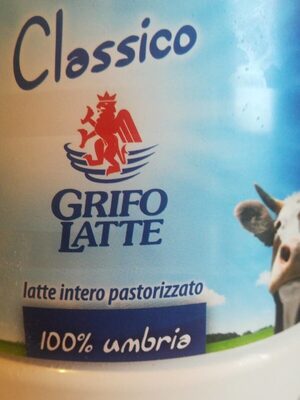 Classico
GRIFO
LATTE
latte intero pastorizzato
100% umbria